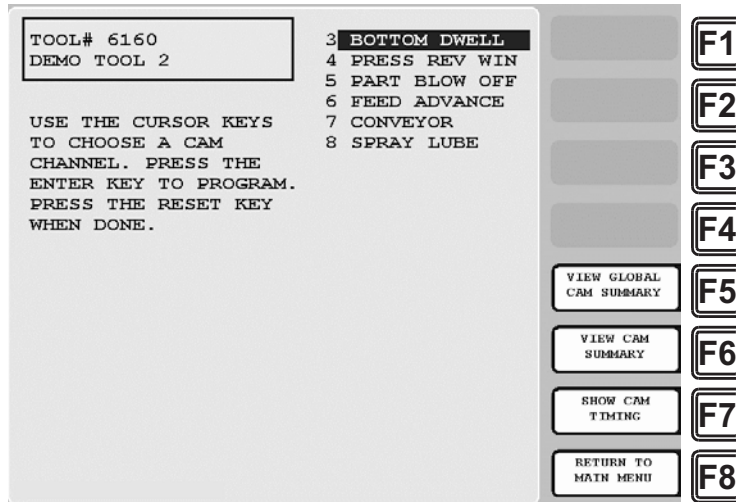 TOOL# 6160
DEMO TOOL 2
USE THE CURSOR KEYS
TO CHOOSE A CAM
CHANNEL. PRESS THE
ENTER KEY TO PROGRAM.
PRESS THE RESET KEY
WHEN DONE.
3 BOTTOM DWELL
4 PRESS REV WIN
5 PART BLOW OFF
6 FEED ADVANCE
7 CONVEYOR
8 SPRAY LUBE
F1
F2
F3
F4
VIEW GLOBAL
CAM SUMMARY
F5
VIEW CAM
SUMMARY
F6
SHOW CAM
TIMING
F7
RETURN TO
MAIN MENU
F8